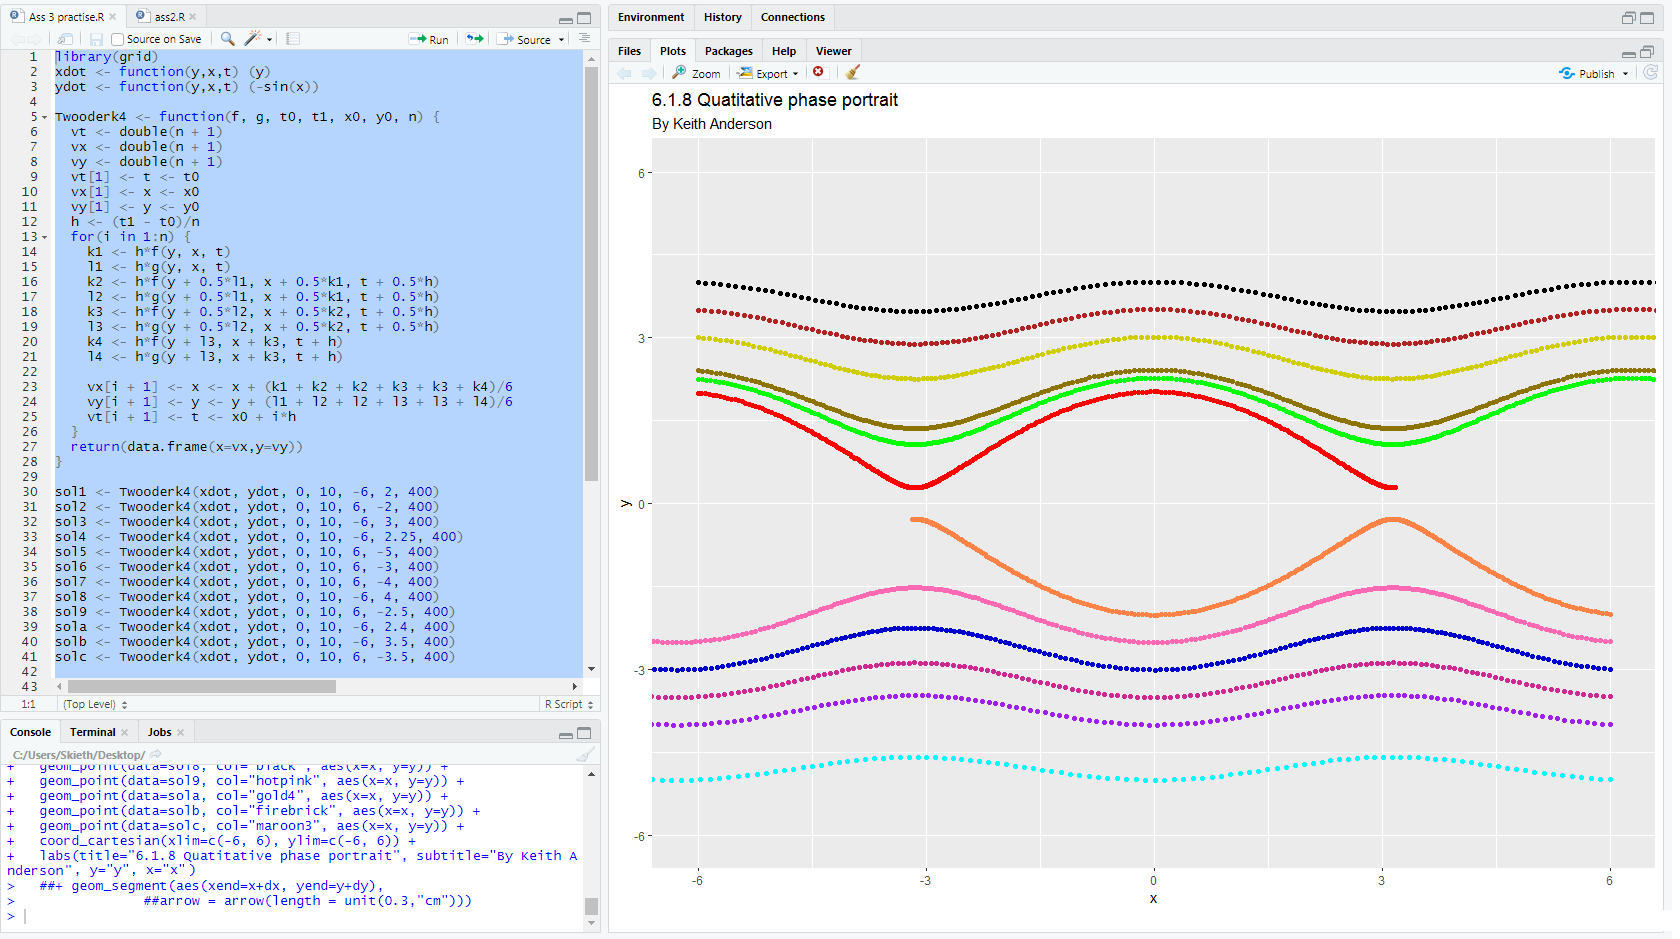 Ass 3 practise.R
ass2.R
Source on Save
Run
Source
1 library(grid)
2 xdot <- function(y,x,t) (y)
3 ydot <- function(y,x,t) (-sin(x))
4
5 Twooderk4 <- function(f, g, t0, t1, x0, y0, n) {
6 vt <- double(n + 1)
7 vx <- double(n + 1)
8 vy <- double(n + 1)
9 vt[1] <- t <- t0
10 vx[1] <- x <- x0
11 vy[1] <- y <- y0
12 h <- (t1 - t0)/n
13 for(i in 1:n) {
14 k1 <- h*f(y, x, t)
15 l1 <- h*g(y, x, t)
16 k2 <- h*f(y + 0.5*l1, x + 0.5*k1, t + 0.5*h)
17 l2 <- h*g(y + 0.5*l1, x + 0.5*k1, t + 0.5*h)
18 k3 <- h*f(y + 0.5*l2, x + 0.5*k2, t + 0.5*h)
19 l3 <- h*g(y + 0.5*l2, x + 0.5*k2, t + 0.5*h)
20 k4 <- h*f(y + l3, x + k3, t + h)
21 l4 <- h*g(y + l3, x + k3, t + h)
22
23 vx[i + 1] <- x <- x + (k1 + k2 + k2 + k3 + k3 + k4)/6
24 vy[i + 1] <- y <- y + (l1 + l2 + l2 + l3 + l3 + l4)/6
25 vt[i + 1] <- t <- x0 + i*h
26 }
27 return(data.frame(x=vx,y=vy))
28 }
29
30 sol1 <- Twooderk4(xdot, ydot, 0, 10, -6, 2, 400)
31 sol2 <- Twooderk4(xdot, ydot, 0, 10, 6, -2, 400)
32 sol3 <- Twooderk4(xdot, ydot, 0, 10, -6, 3, 400)
33 sol4 <- Twooderk4(xdot, ydot, 0, 10, -6, 2.25, 400)
34 sol5 <- Twooderk4(xdot, ydot, 0, 10, 6, -5, 400)
35 sol6 <- Twooderk4(xdot, ydot, 0, 10, 6, -3, 400)
36 sol7 <- Twooderk4(xdot, ydot, 0, 10, 6, -4, 400)
37 sol8 <- Twooderk4(xdot, ydot, 0, 10, -6, 4, 400)
38 sol9 <- Twooderk4(xdot, ydot, 0, 10, 6, -2.5, 400)
39 sola <- Twooderk4(xdot, ydot, 0, 10, -6, 2.4, 400)
40 solb <- Twooderk4(xdot, ydot, 0, 10, -6, 3.5, 400)
41 solc <- Twooderk4(xdot, ydot, 0, 10, 6, -3.5, 400)
42
43
1:1 (Top Level) R Script
Console Terminal Jobs
C:/Users/Skieth/Desktop/
+ geom_point(data=sol8, col="black", aes(x=x, y=y)) +
+ geom_point(data=sol9, col="hotpink", aes(x=x, y=y)) +
+ geom_point(data=sola, col="gold4", aes(x=x, y=y)) +
+ geom_point(data=solb, col="firebrick", aes(x=x, y=y)) +
+ geom_point(data=solc, col="maroon3", aes(x=x, y=y)) +
+ coord_cartesian(xlim=c(-6, 6), ylim=c(-6, 6)) +
+ labs(title="6.1.8 Quatitative phase portrait", subtitle="By Keith A
nderson", y="y", x="x")
> ##+ geom_segment(aes(xend=x+dx, yend=y+dy),
> ##arrow = arrow(length = unit(0.3,"cm")))
>
Environment History Connections
Files Plots Packages Help Viewer
Zoom Export Publish
6.1.8 Quatitative phase portrait
By Keith Anderson
6
3
0
-3
-6
y
-6 -3 0 3 6
x